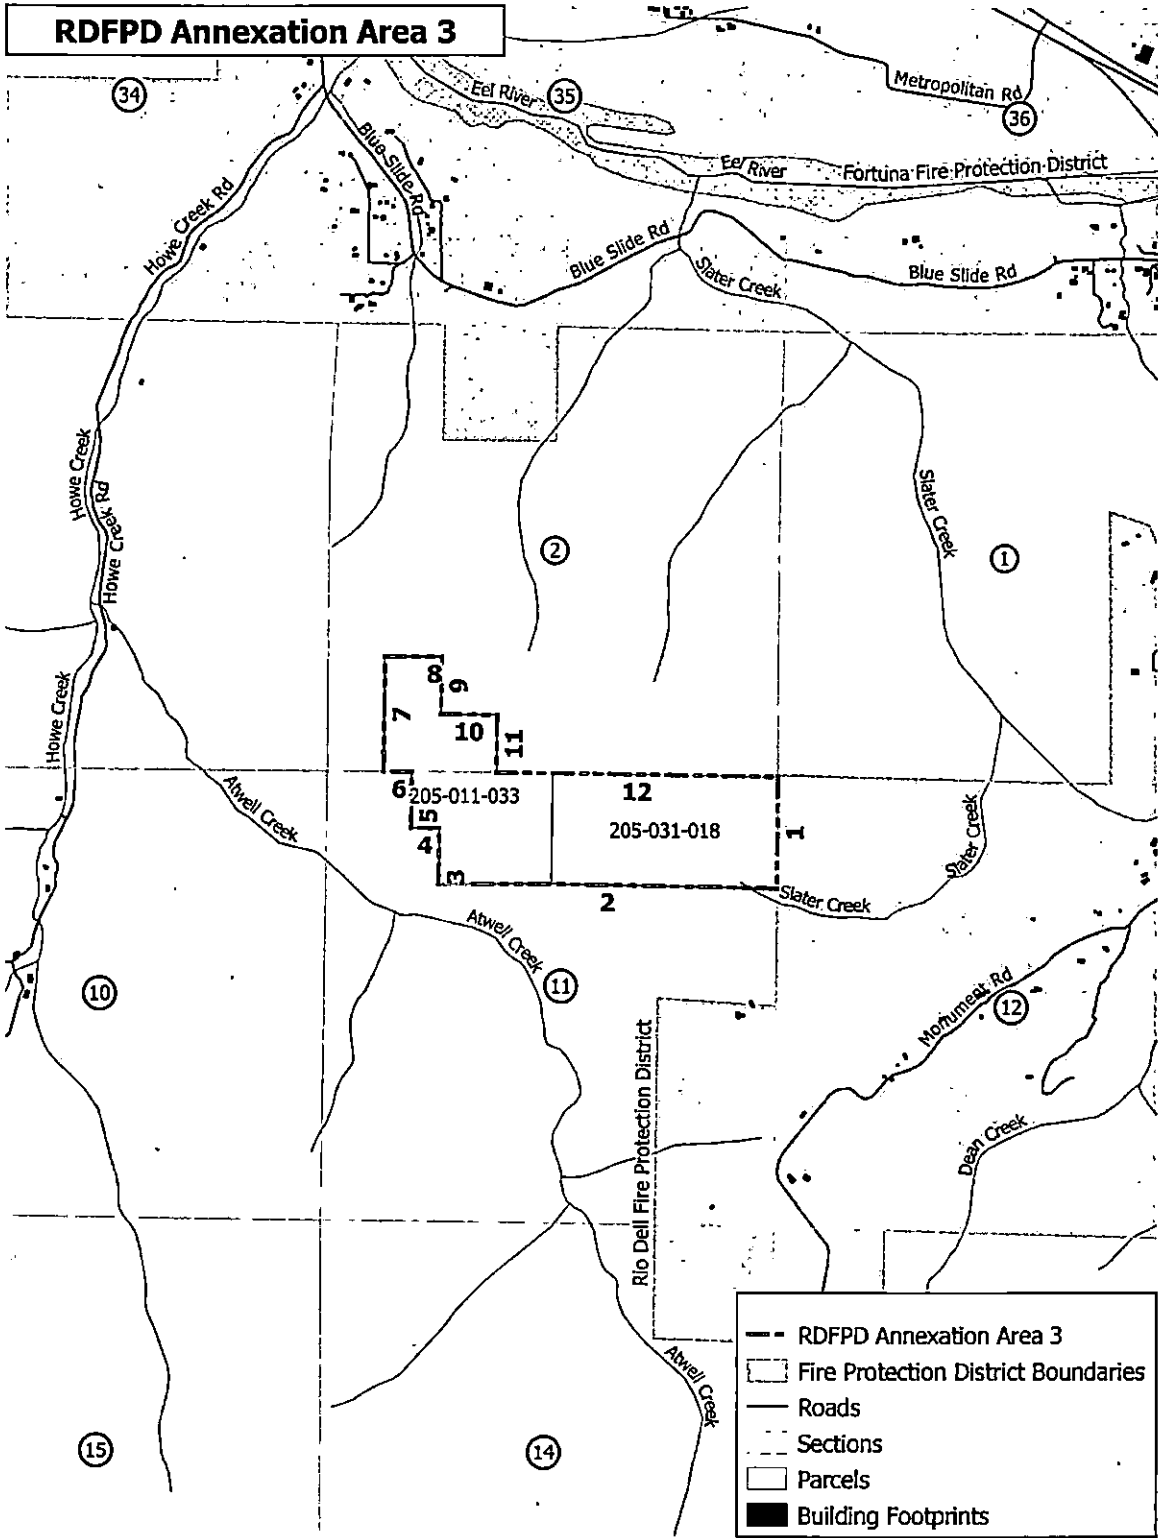 RDFPD Annexation Area 3
34
35
36
Eel River
Metropolitan Rd
Blue Slide Rd
Eel River
Fortuna Fire Protection District
Howe Creek Rd
Blue Slide Rd
Slater Creek
Blue Slide Rd
Howe Creek
Howe Creek Rd
Slater Creek
2
1
Howe Creek
8
9
7
10
11
6
205-011-033
12
5
4
205-031-018
1
3
2
Atwell Creek
Slater Creek
Slater Creek
Atwell Creek
10
11
Monument Rd
12
Rio Dell Fire Protection District
Dean Creek
Atwell Creek
15
14
RDFPD Annexation Area 3
Fire Protection District Boundaries
Roads
Sections
Parcels
Building Footprints